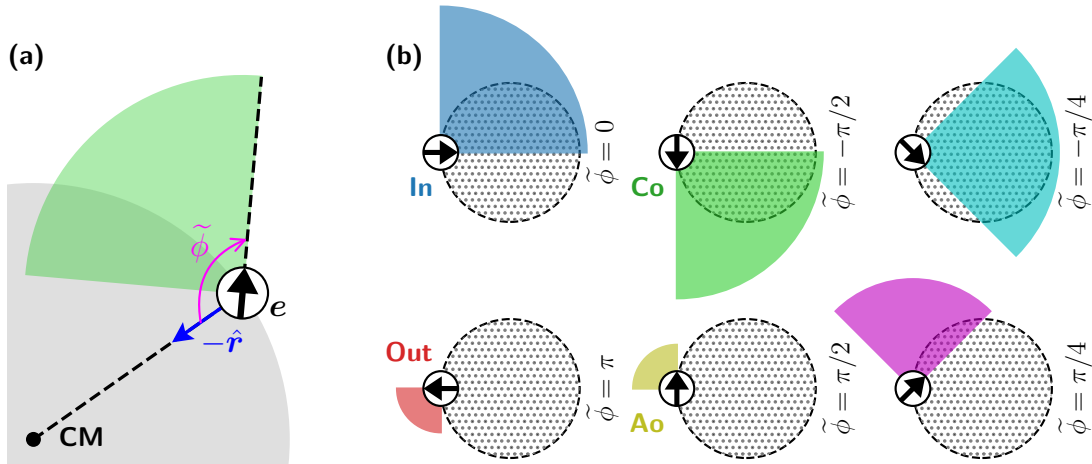 (a)
ϕ̃
e
−r̂
CM
(b)
In
ϕ̃ = 0
Co
ϕ̃ = −π/2
ϕ̃ = −π/4
Out
ϕ̃ = π
Ao
ϕ̃ = π/2
ϕ̃ = π/4